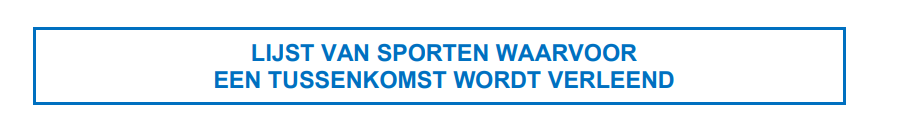 LIJST VAN SPORTEN WAARVOOR
EEN TUSSENKOMST WORDT VERLEEND